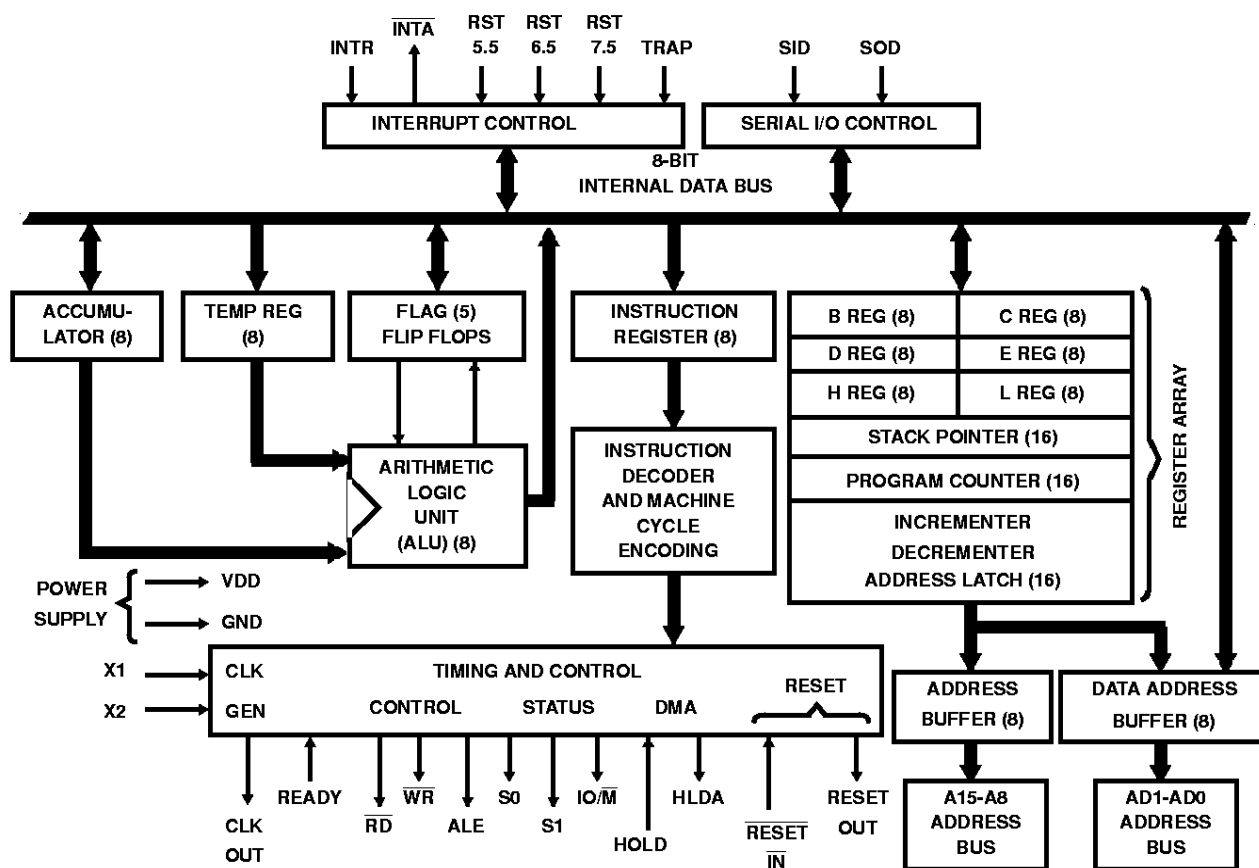 INTR
INTA
RST
5.5
RST
6.5
RST
7.5
TRAP
SID
SOD
INTERRUPT CONTROL
SERIAL I/O CONTROL
8-BIT
INTERNAL DATA BUS
ACCUMU-
LATOR (8)
TEMP REG
(8)
FLAG (5)
FLIP FLOPS
INSTRUCTION
REGISTER (8)
B REG (8)
C REG (8)
D REG (8)
E REG (8)
H REG (8)
L REG (8)
STACK POINTER (16)
PROGRAM COUNTER (16)
INCREMENTER
DECREMENTER
ADDRESS LATCH (16)
REGISTER ARRAY
ARITHMETIC
LOGIC
UNIT
(ALU) (8)
INSTRUCTION
DECODER
AND MACHINE
CYCLE
ENCODING
POWER
SUPPLY
VDD
GND
X1
X2
CLK
GEN
TIMING AND CONTROL
CONTROL
STATUS
DMA
RESET
ADDRESS
BUFFER (8)
DATA ADDRESS
BUFFER (8)
CLK
OUT
READY
RD
WR
ALE
S0
S1
IO/M
HOLD
HLDA
RESET
IN
RESET
OUT
A15-A8
ADDRESS
BUS
AD1-AD0
ADDRESS
BUS